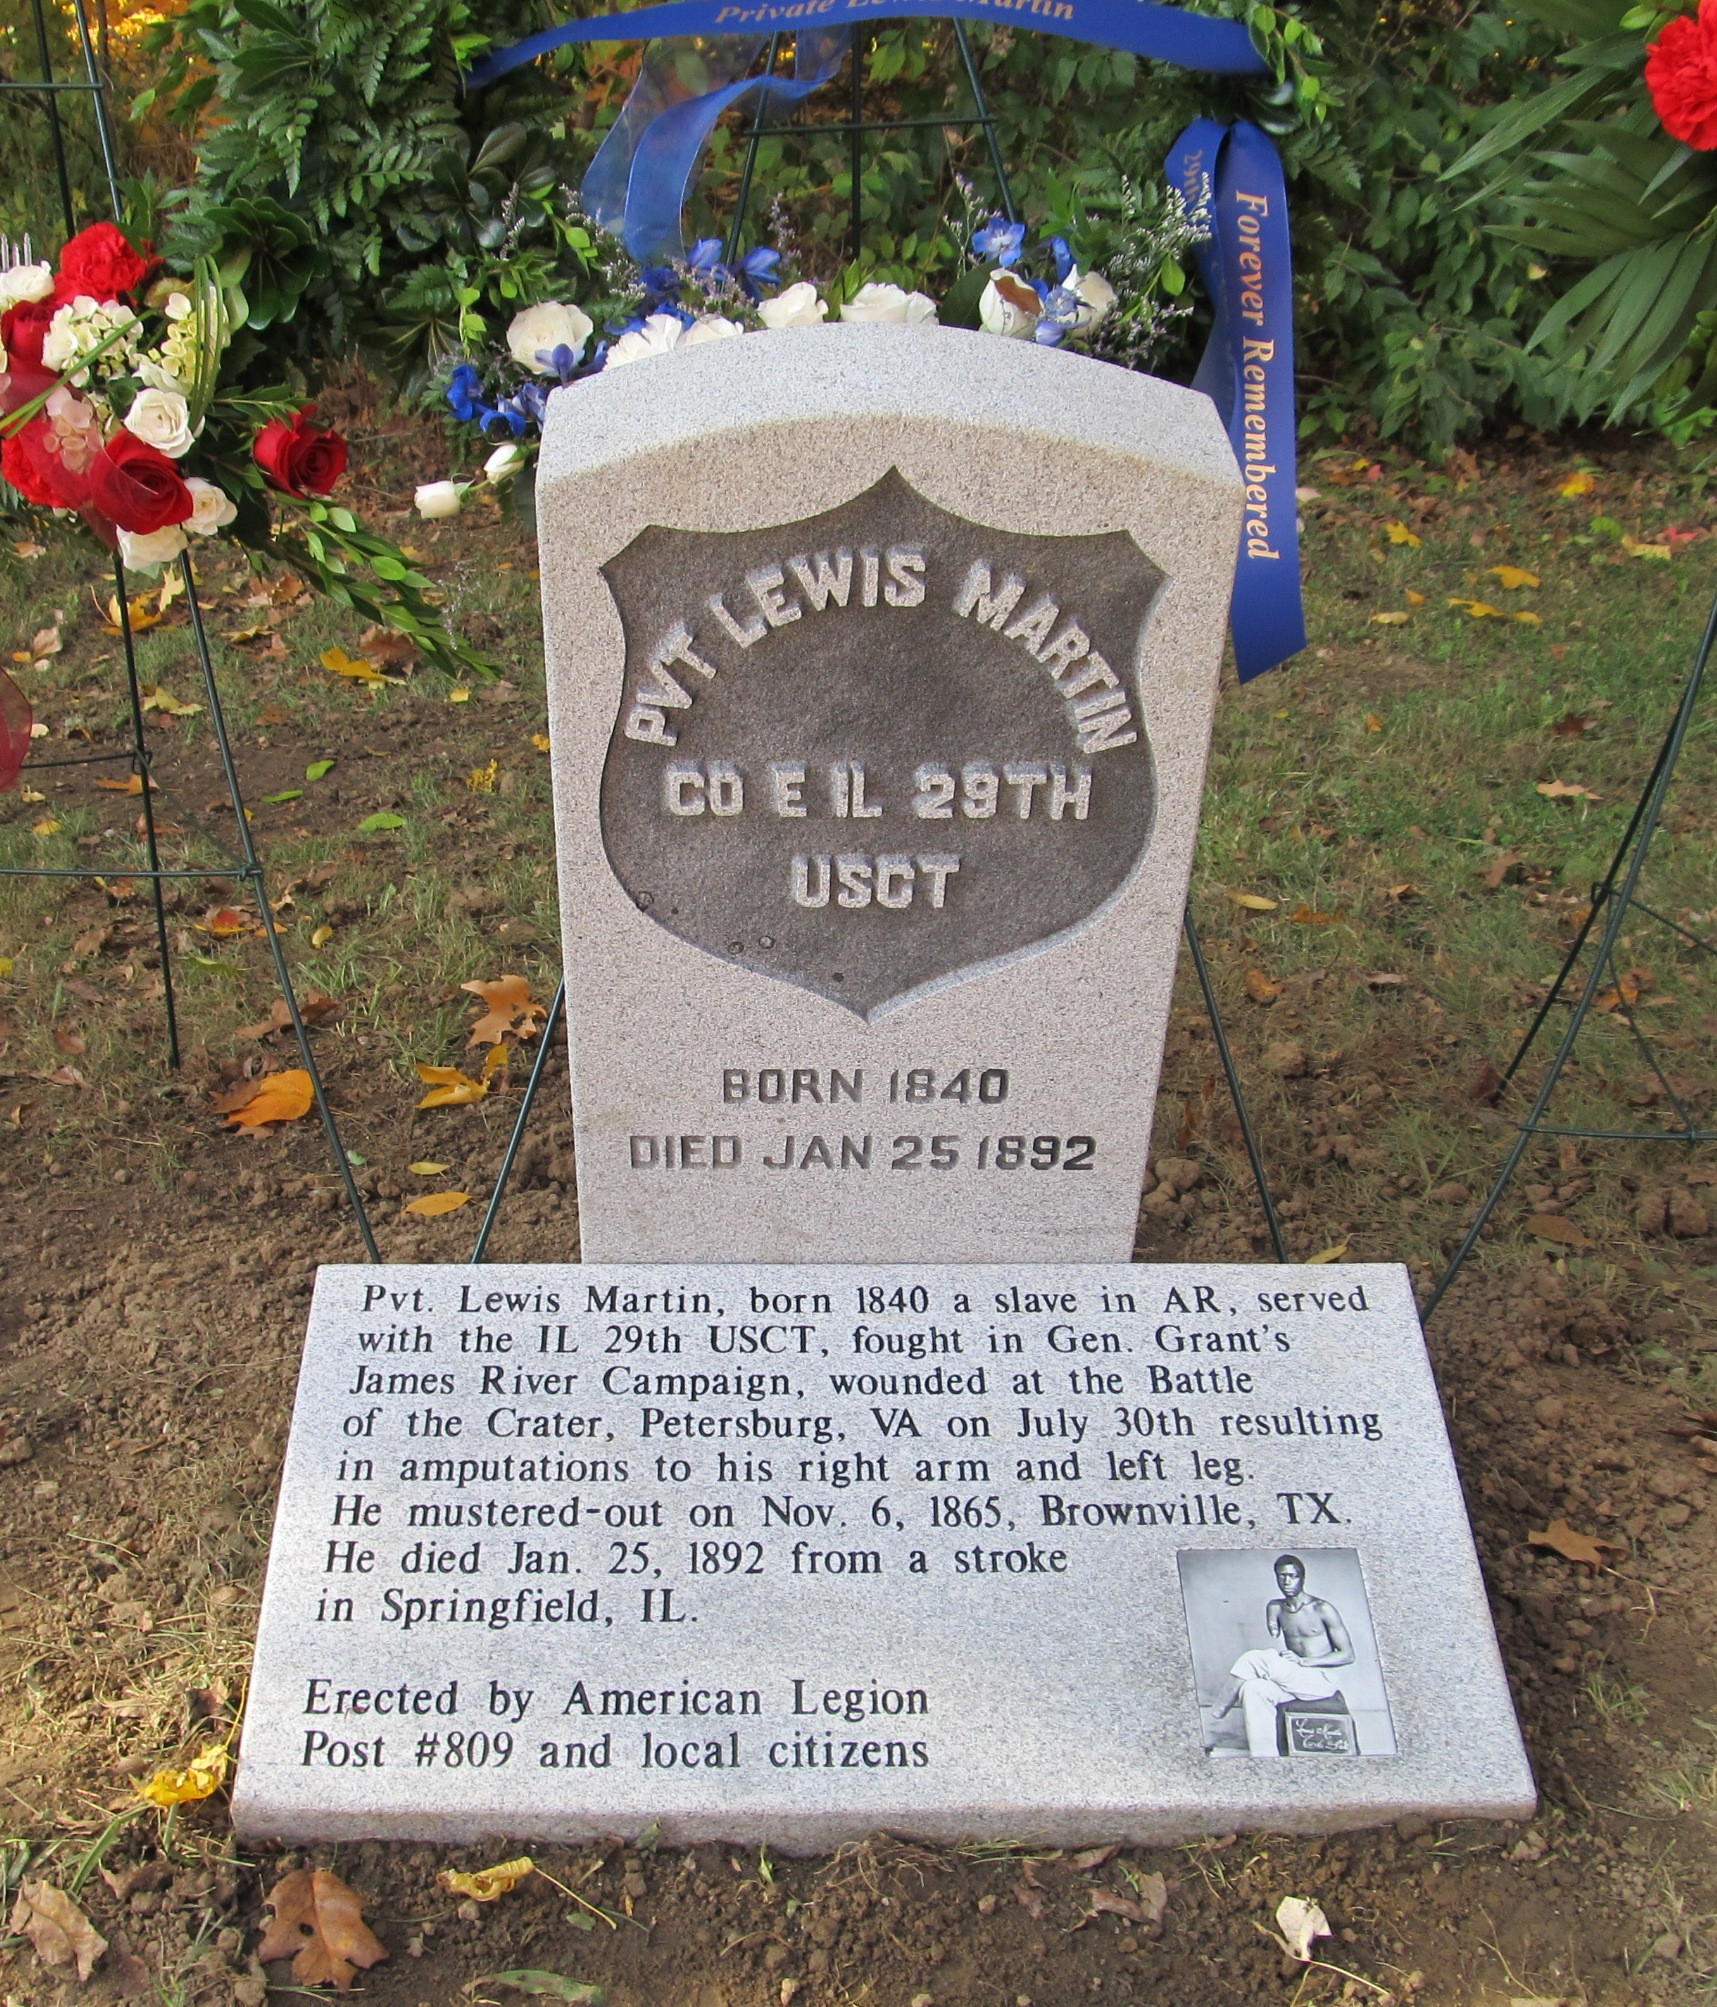 Private Lewis Martin
29th
Forever Remembered
PVT LEWIS MARTIN
CO E IL 29TH
USCT
BORN 1840
DIED JAN 25 1892
Pvt. Lewis Martin, born 1840 a slave in AR, served
with the IL 29th USCT, fought in Gen. Grant's
James River Campaign, wounded at the Battle
of the Crater, Petersburg, VA on July 30th resulting
in amputations to his right arm and left leg.
He mustered-out on Nov. 6, 1865, Brownville, TX.
He died Jan. 25, 1892 from a stroke
in Springfield, IL.
Erected by American Legion
Post #809 and local citizens